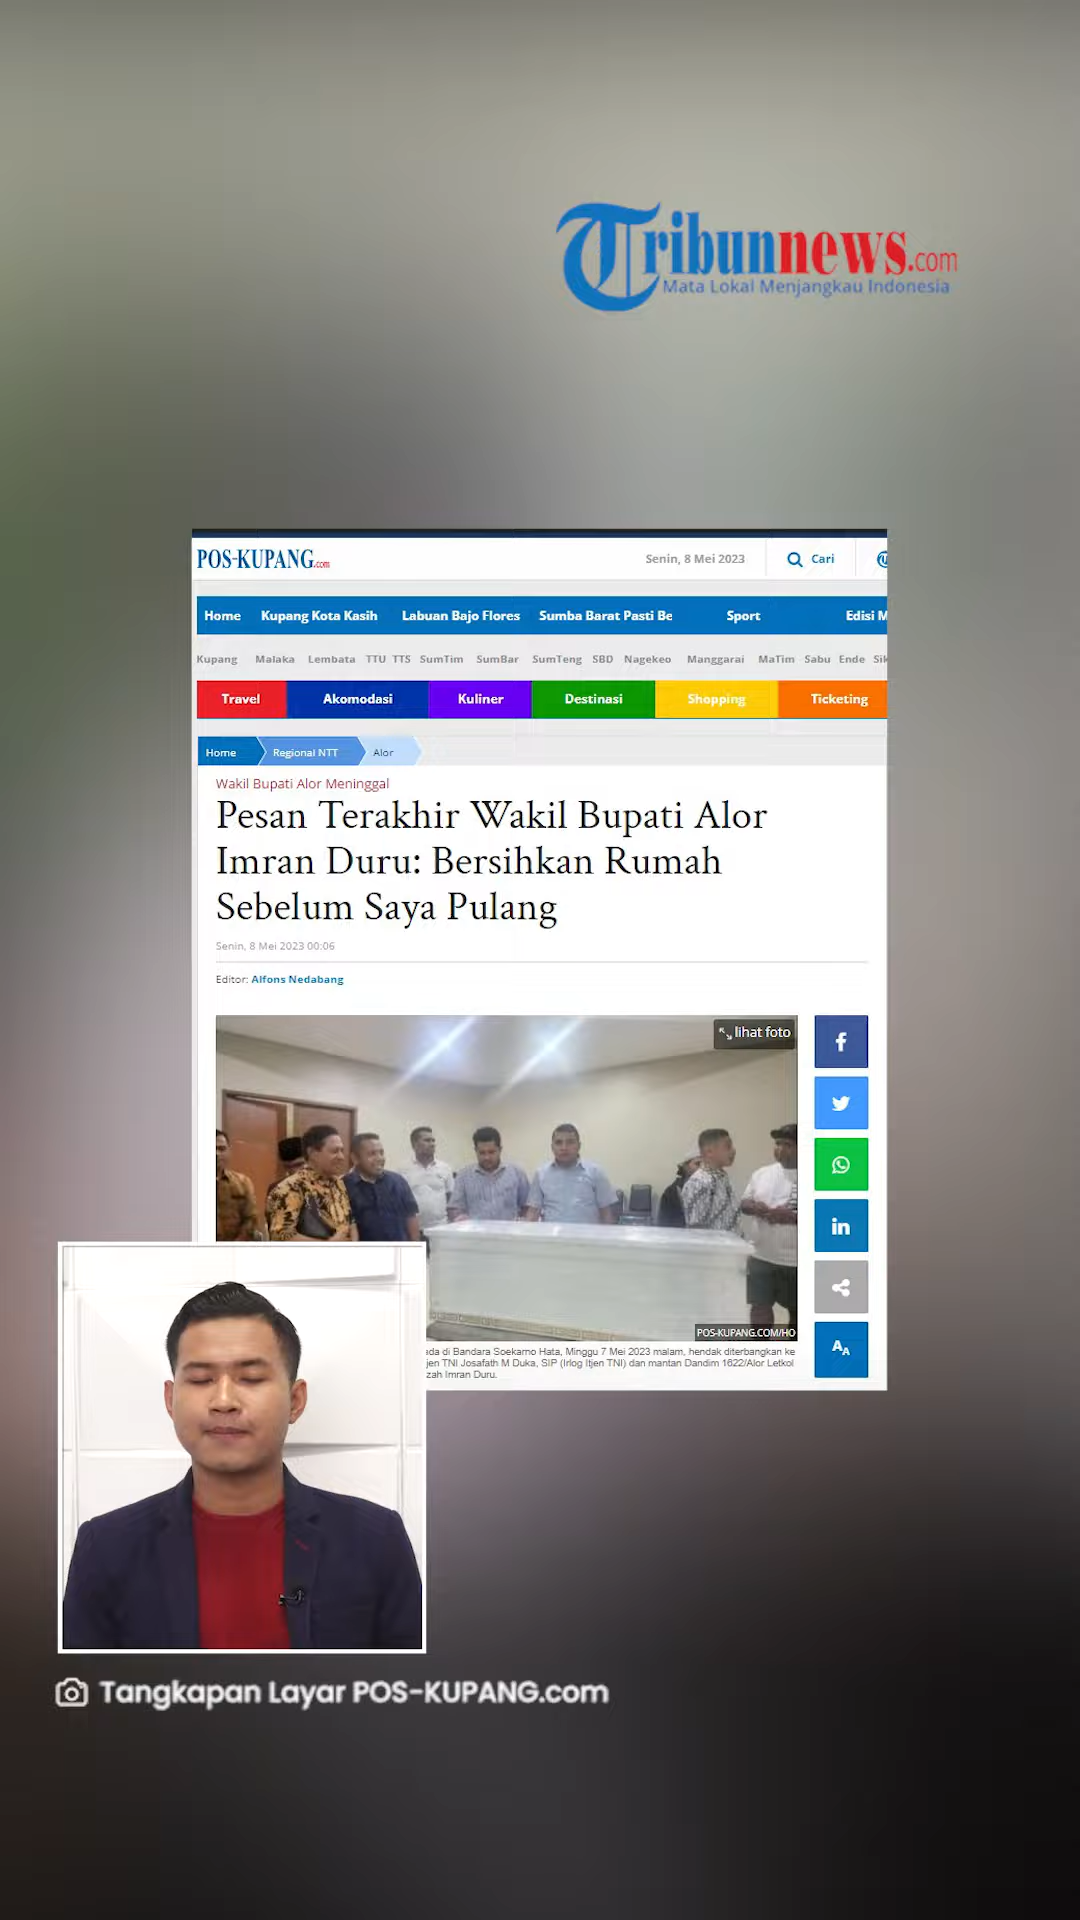 Tribunnews.com
Mata Lokal Menjangkau Indonesia
POS-KUPANG.com
Senin, 8 Mei 2023
Cari
Home Kupang Kota Kasih Labuan Bajo Flores Sumba Barat Pasti Be Sport Edisi M
Kupang Malaka Lembata TTU TTS SumTim SumBar SumTeng SBD Nagekeo Manggarai MaTim Sabu Ende Sik
Travel Akomodasi Kuliner Destinasi Shopping Ticketing
Home Regional NTT Alor
Wakil Bupati Alor Meninggal
Pesan Terakhir Wakil Bupati Alor
Imran Duru: Bersihkan Rumah
Sebelum Saya Pulang
Senin, 8 Mei 2023 00:06
Editor: Alfons Nedabang
lihat foto
POS-KUPANG.COM/HO
ada di Bandara Soekarno Hata, Minggu 7 Mei 2023 malam, hendak diterbangkan ke
jen TNI Josafath M Duka, SIP (Irlog Itjen TNI) dan mantan Dandim 1622/Alor Letkol
zah Imran Duru.
AA
Tangkapan Layar POS-KUPANG.com